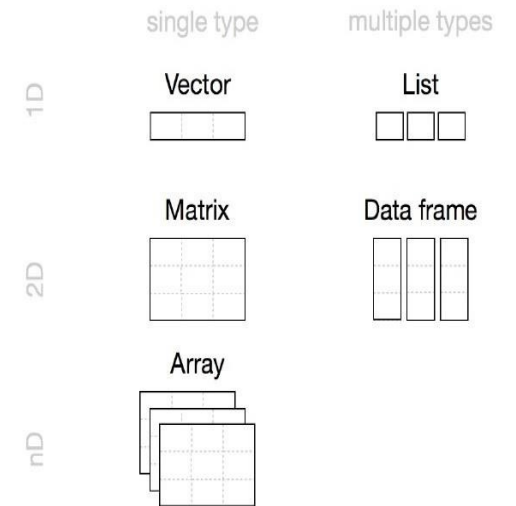 single type multiple types
1D
Vector List
2D
Matrix Data frame
nD
Array